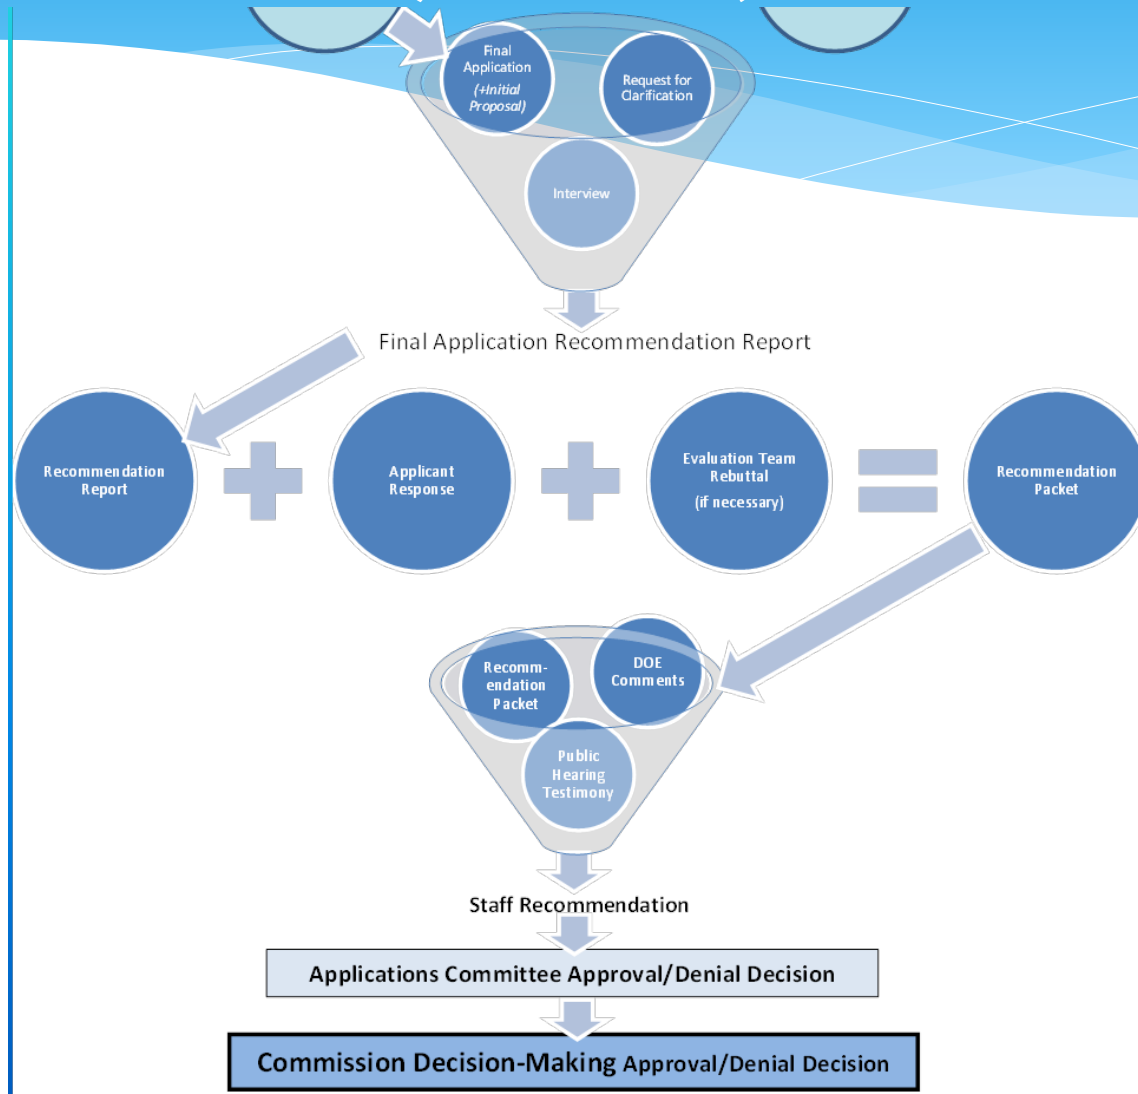 Final
Application
(+Initial
Proposal)
Request for
Clarification
Interview
Final Application Recommendation Report
Recommendation
Report
Applicant
Response
Evaluation Team
Rebuttal
(if necessary)
Recommendation
Packet
Recomm-
endation
Packet
DOE
Comments
Public
Hearing
Testimony
Staff Recommendation
Applications Committee Approval/Denial Decision
Commission Decision-Making Approval/Denial Decision